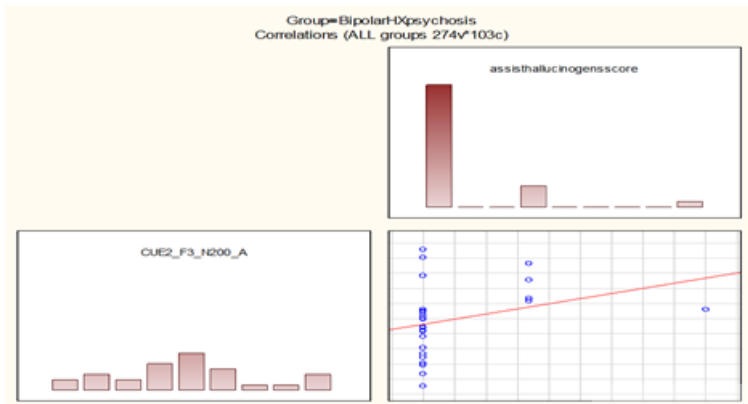 Group=BipolarHXpsychosis
Correlations (ALL groups 274v*103c)
assisthallucinogensscore
CUE2_F3_N200_A